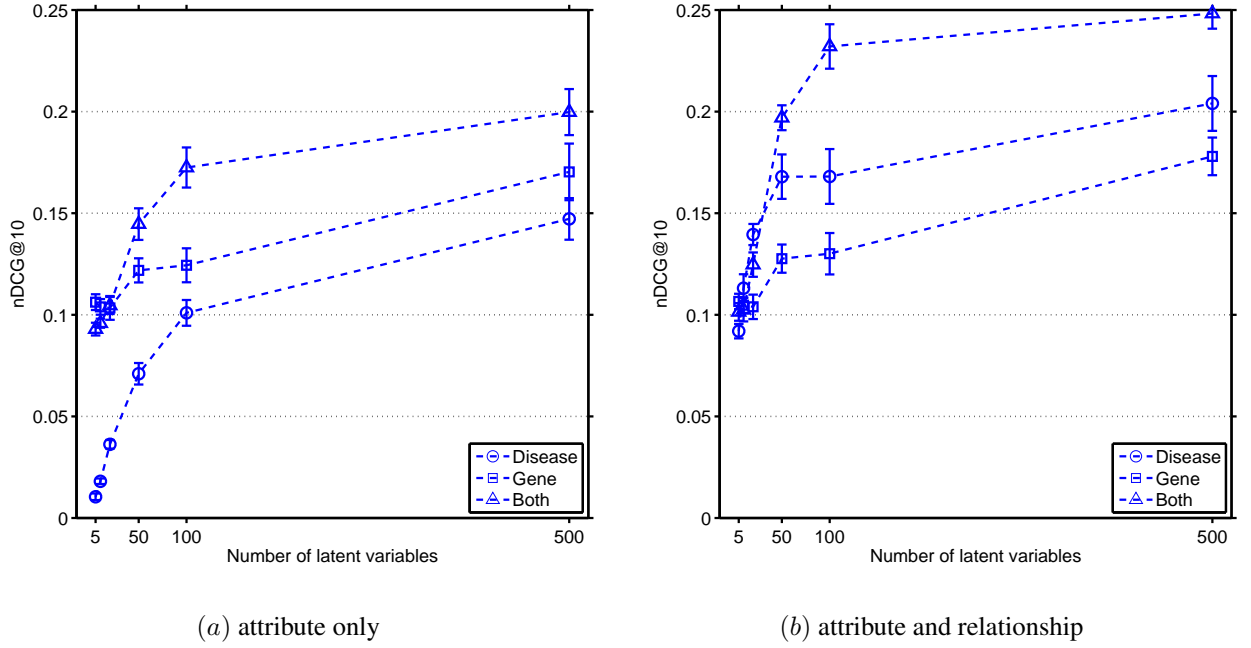 0.25
0.2
0.15
0.1
0.05
0
nDCG@10
5 50 100 500
Number of latent variables
Disease
Gene
Both
(a) attribute only
0.25
0.2
0.15
0.1
0.05
0
nDCG@10
5 50 100 500
Number of latent variables
Disease
Gene
Both
(b) attribute and relationship